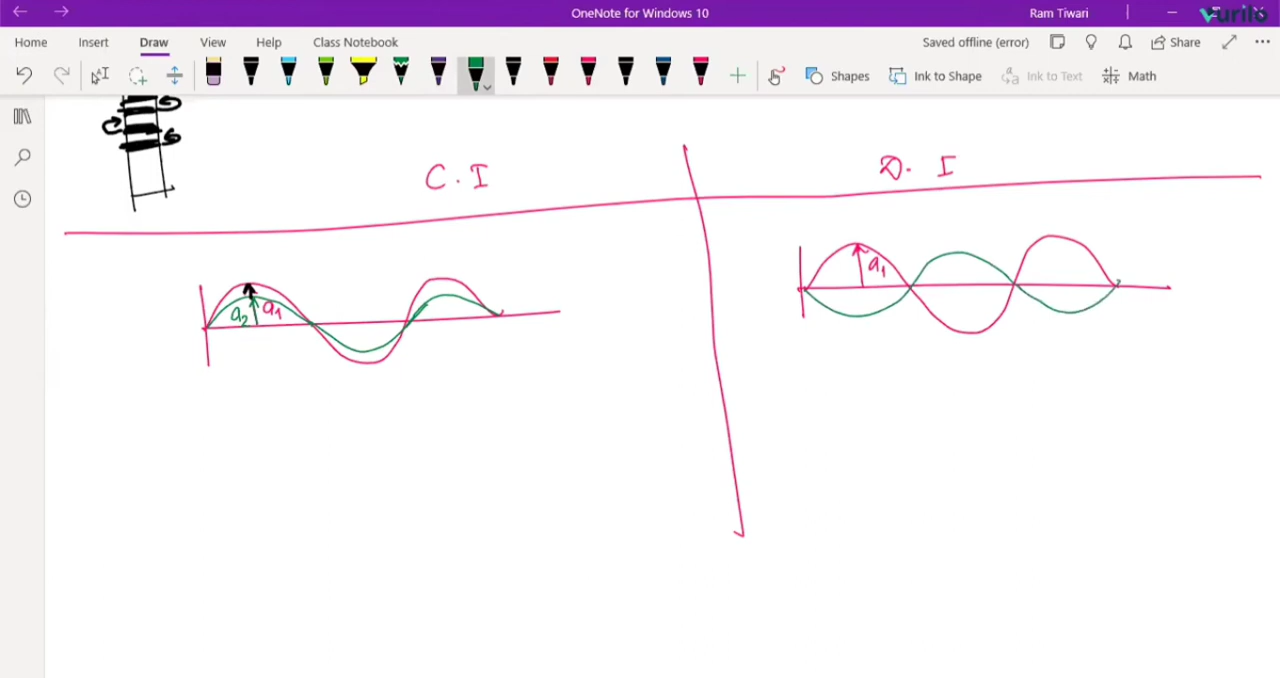 OneNote for Windows 10
Ram Tiwari
Vurilo
Home Insert Draw View Help Class Notebook
Saved offline (error) Share
Shapes Ink to Shape Ink to Text Math
C. I
D. I
a2 a1
a1